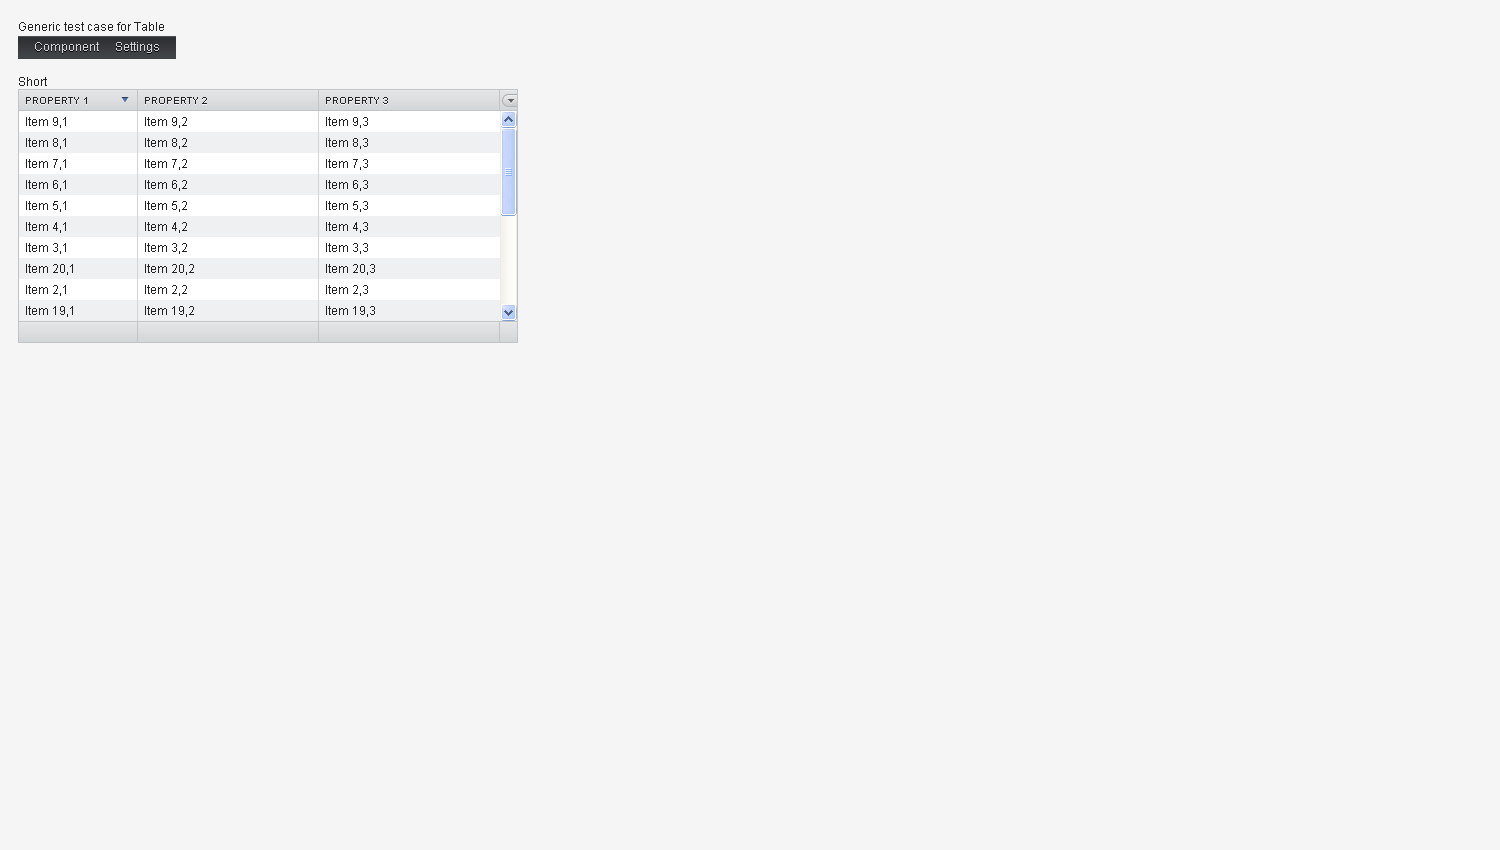 Generic test case for Table
Component Settings
Short
PROPERTY 1 PROPERTY 2 PROPERTY 3
Item 9,1 Item 9,2 Item 9,3
Item 8,1 Item 8,2 Item 8,3
Item 7,1 Item 7,2 Item 7,3
Item 6,1 Item 6,2 Item 6,3
Item 5,1 Item 5,2 Item 5,3
Item 4,1 Item 4,2 Item 4,3
Item 3,1 Item 3,2 Item 3,3
Item 20,1 Item 20,2 Item 20,3
Item 2,1 Item 2,2 Item 2,3
Item 19,1 Item 19,2 Item 19,3